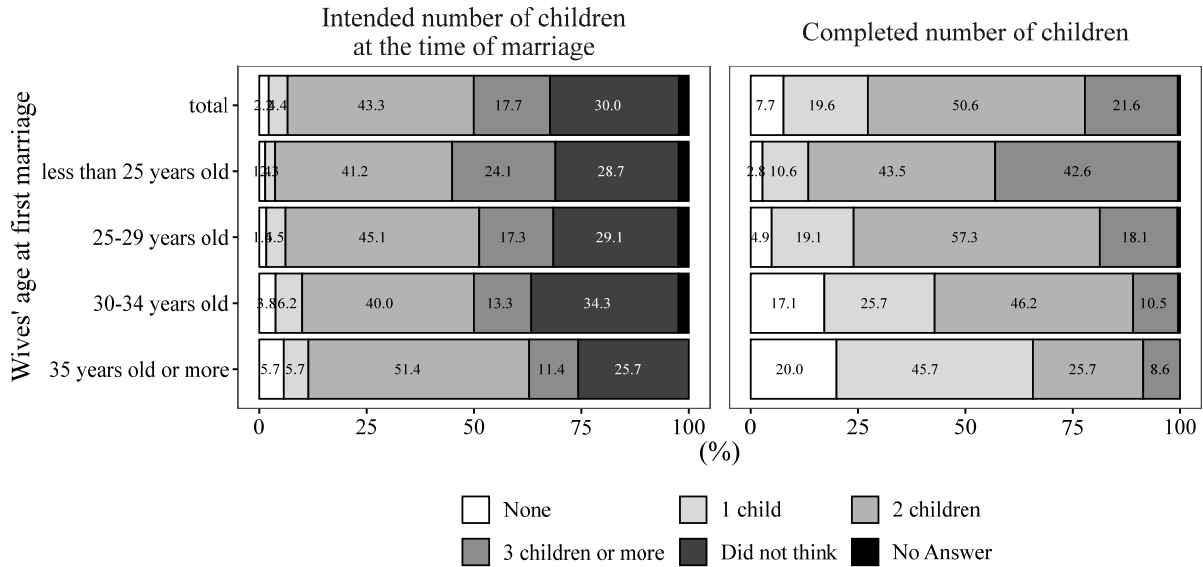 Intended number of children
at the time of marriage
Completed number of children
Wives' age at first marriage
total
2.2 4.4 43.3 17.7 30.0
7.7 19.6 50.6 21.6
less than 25 years old
41.2 24.1 28.7
2.8 10.6 43.5 42.6
25-29 years old
4.5 45.1 17.3 29.1
4.9 19.1 57.3 18.1
30-34 years old
3.8 6.2 40.0 13.3 34.3
17.1 25.7 46.2 10.5
35 years old or more
5.7 5.7 51.4 11.4 25.7
20.0 45.7 25.7 8.6
0 25 50 75 100
0 25 50 75 100
(%)
None
1 child
2 children
3 children or more
Did not think
No Answer